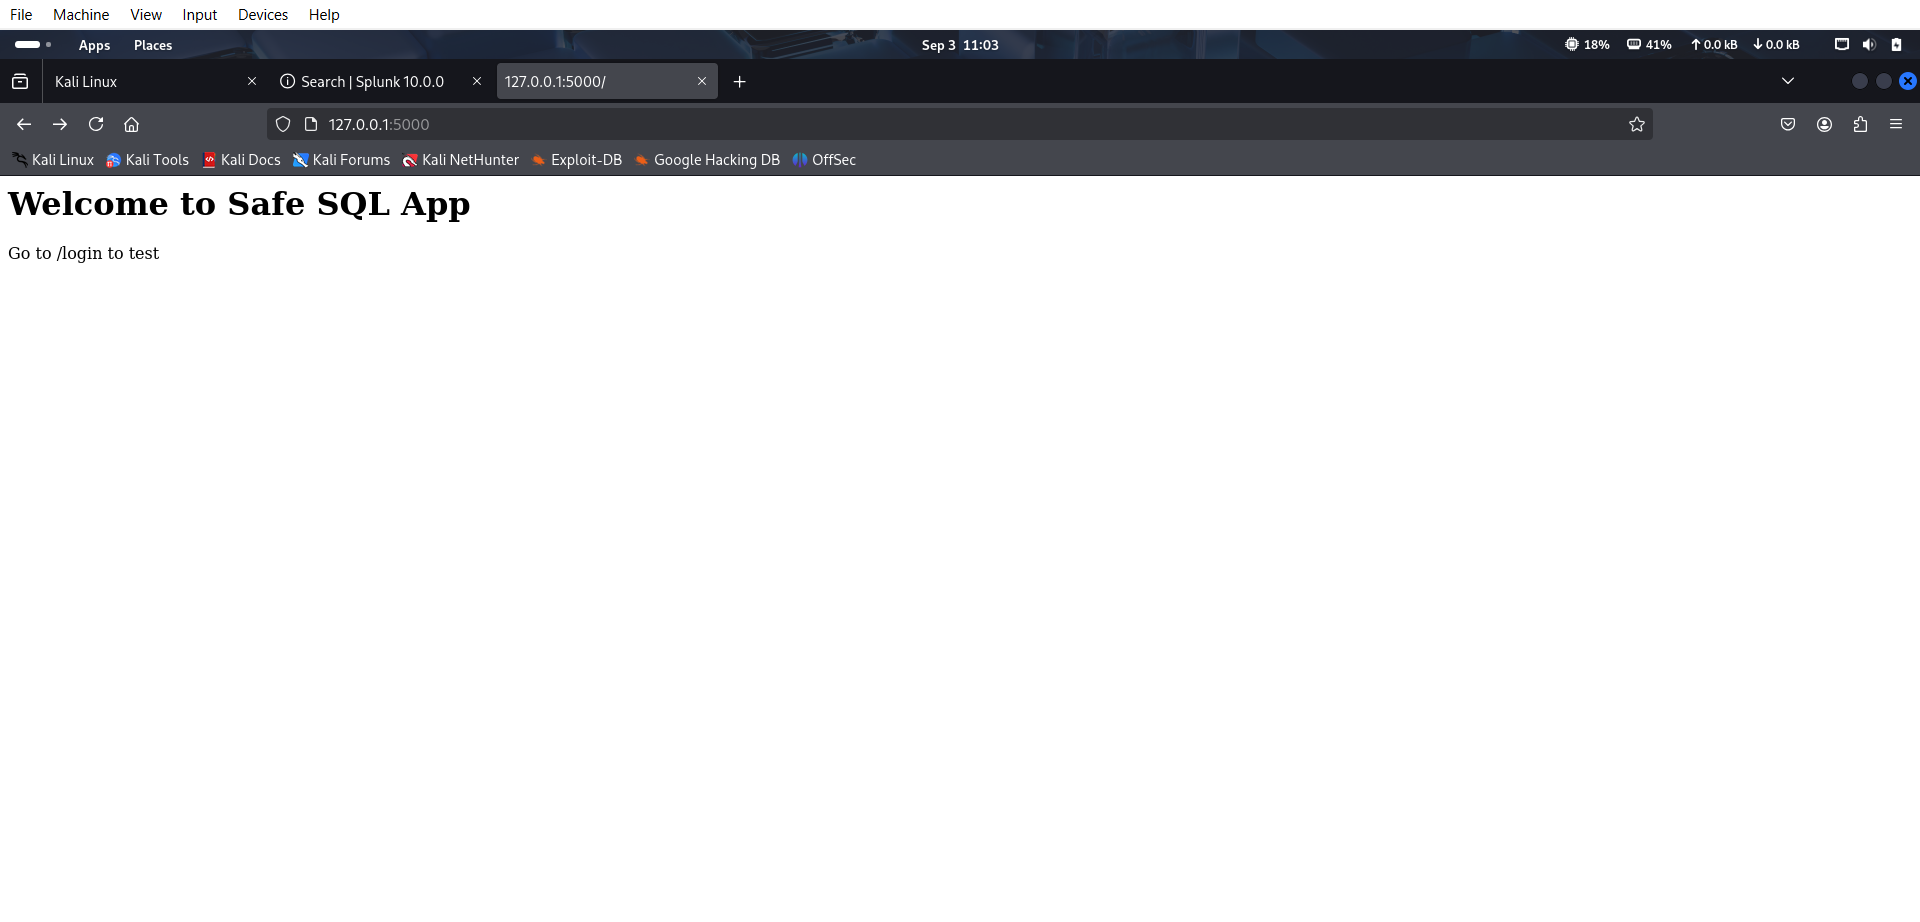 File Machine View Input Devices Help
Apps Places Sep 3 11:03 18% 41% 0.0 kB 0.0 kB
Kali Linux Search | Splunk 10.0.0 127.0.0.1:5000/
127.0.0.1:5000
Kali Linux Kali Tools Kali Docs Kali Forums Kali NetHunter Exploit-DB Google Hacking DB OffSec
Welcome to Safe SQL App
Go to /login to test